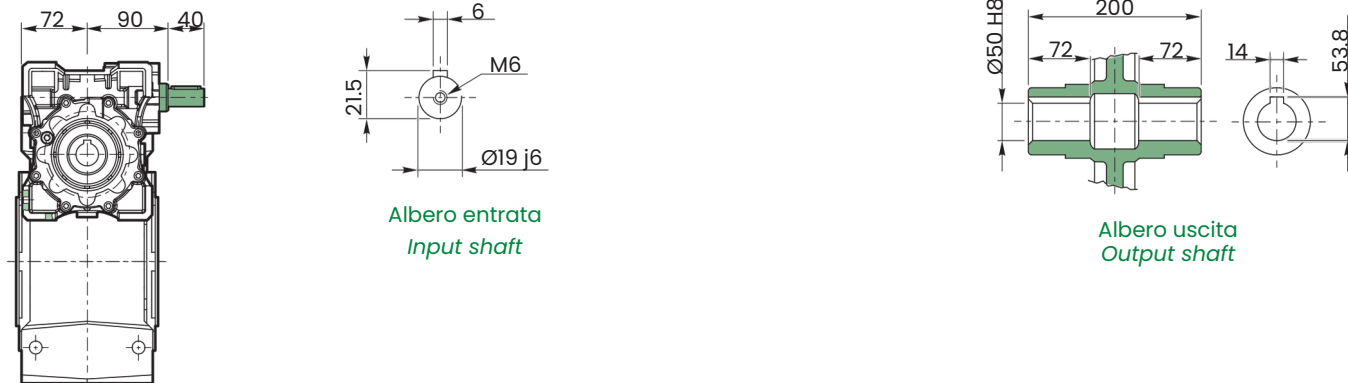 72 90 40
6
M6
21.5
Ø19 j6
Albero entrata
Input shaft
200
Ø50 H8
72 72
14
53.8
Albero uscita
Output shaft